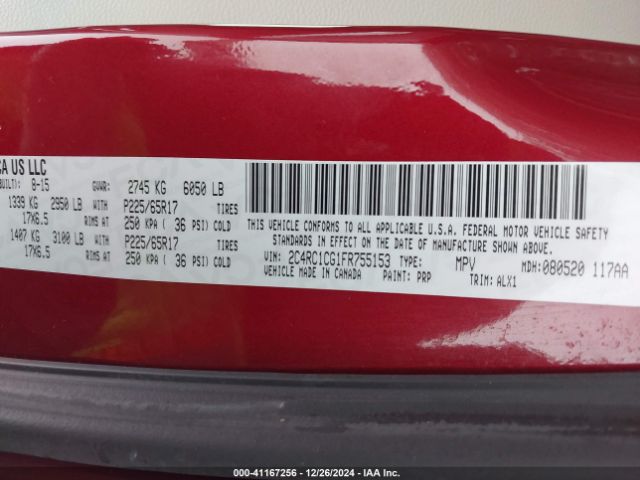 CA US LLC
BUILT): 8-15 GVWR: 2745 KG 6050 LB
1339 KG 2950 LB P225/65R17 TIRES
17X6.5 RIMS AT 250 KPA ( 36 PSI) COLD
1407 KG 3100 LB P225/65R17 TIRES
17X6.5 RIMS AT 250 KPA ( 36 PSI) COLD
THIS VEHICLE CONFORMS TO ALL APPLICABLE U.S.A. FEDERAL MOTOR VEHICLE SAFETY
STANDARDS IN EFFECT ON THE DATE OF MANUFACTURE SHOWN ABOVE.
VIN: 2C4RC1CG1FR755153 TYPE: MPV MDH: 080520 117AA
VEHICLE MADE IN CANADA PAINT: PRP TRIM: ALX1
000-41167256 - 12/26/2024 - IAA Inc.